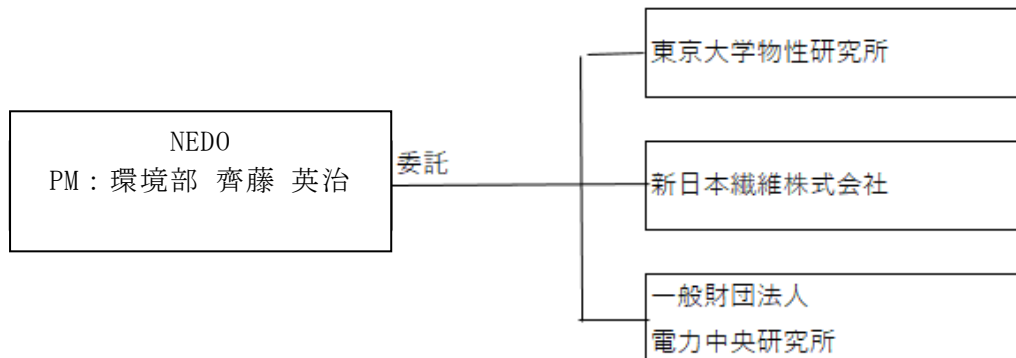 NEDO
PM：環境部 齊藤 英治
委託
東京大学物性研究所
新日本繊維株式会社
一般財団法人
電力中央研究所